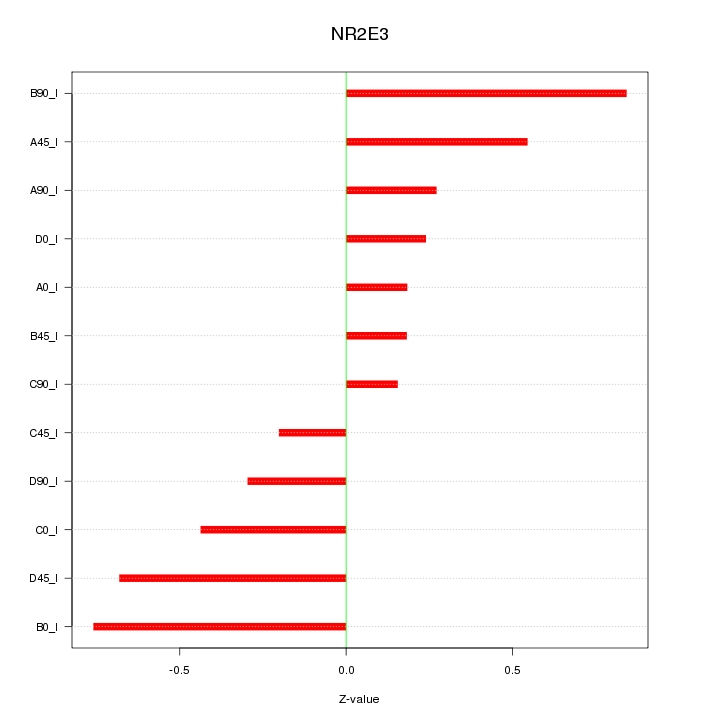 NR2E3
B90_I
A45_I
A90_I
D0_I
A0_I
B45_I
C90_I
C45_I
D90_I
C0_I
D45_I
B0_I
-0.5 0.0 0.5
Z-value